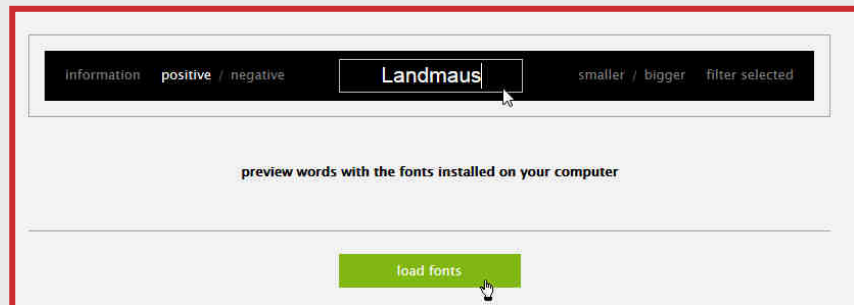 information positive / negative Landmaus smaller / bigger filter selected
preview words with the fonts installed on your computer
load fonts